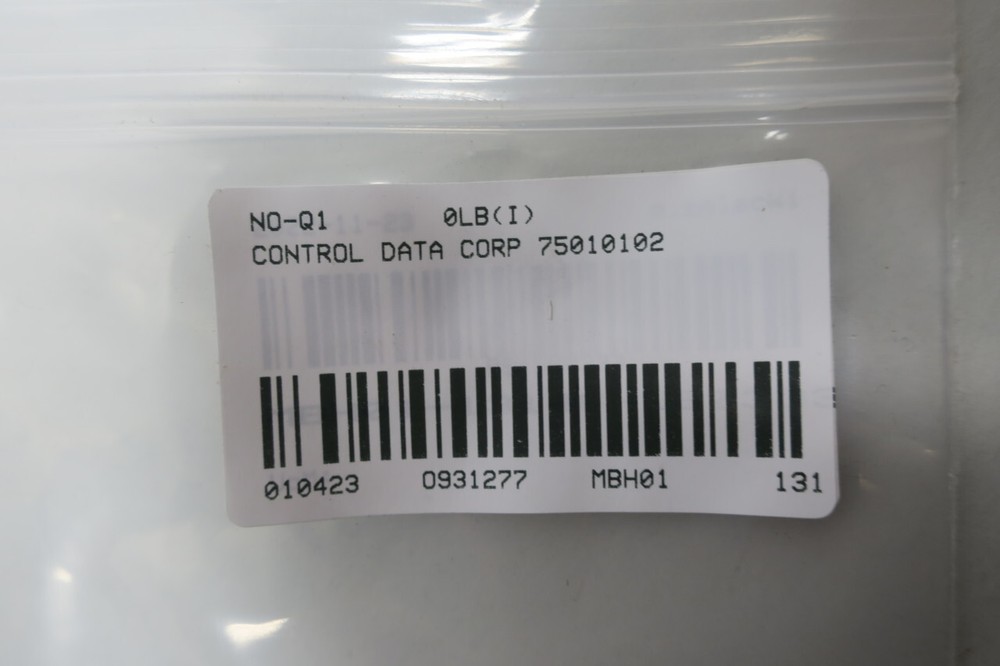 NO-Q1 0LB(I)
CONTROL DATA CORP 75010102
010423 0931277 MBH01 131